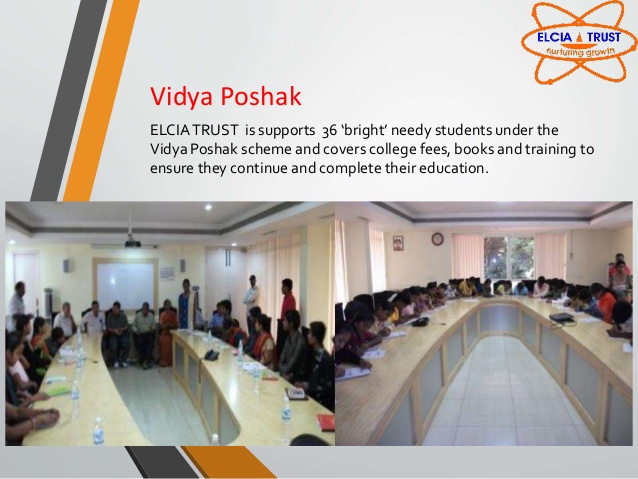 ELCIA TRUST
nurturing growth
Vidya Poshak
ELCIA TRUST is supports 36 ‘bright’ needy students under the
Vidya Poshak scheme and covers college fees, books and training to
ensure they continue and complete their education.